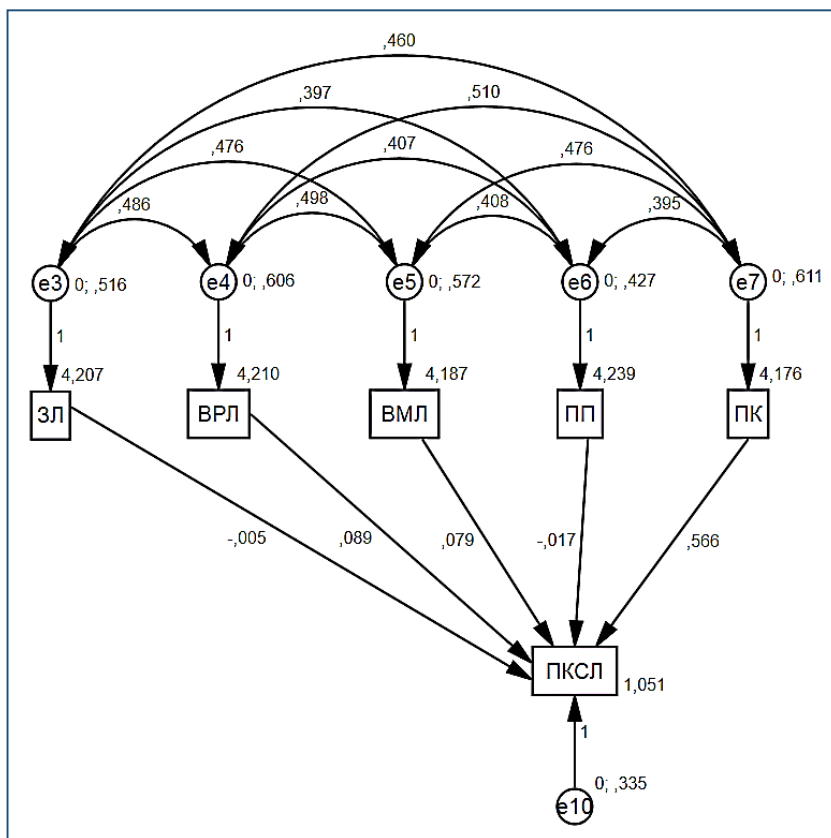 ,460
,397
,510
,476
,407
,476
,486
,498
,408
,395
e3
0; ,516
e4
0; ,606
e5
0; ,572
e6
0; ,427
e7
0; ,611
1
1
1
1
1
4,207
4,210
4,187
4,239
4,176
ЗЛ
ВРЛ
ВМЛ
ПП
ПК
-,005
,089
,079
-,017
,566
ПКСЛ
1,051
1
0; ,335
e10